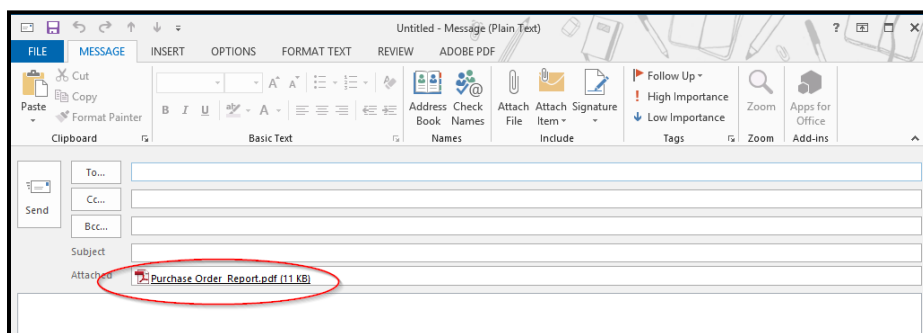 Untitled - Message (Plain Text)
?
FILE MESSAGE INSERT OPTIONS FORMAT TEXT REVIEW ADOBE PDF
Paste
Cut
Copy
Format Painter
Clipboard
B I U A
Basic Text
Address Book
Check Names
Names
Attach File
Attach Item
Signature
Include
Follow Up
High Importance
Low Importance
Tags
Zoom
Zoom
Apps for Office
Add-ins
Send
To...
Cc...
Bcc...
Subject
Attached Purchase Order_Report.pdf (11 KB)